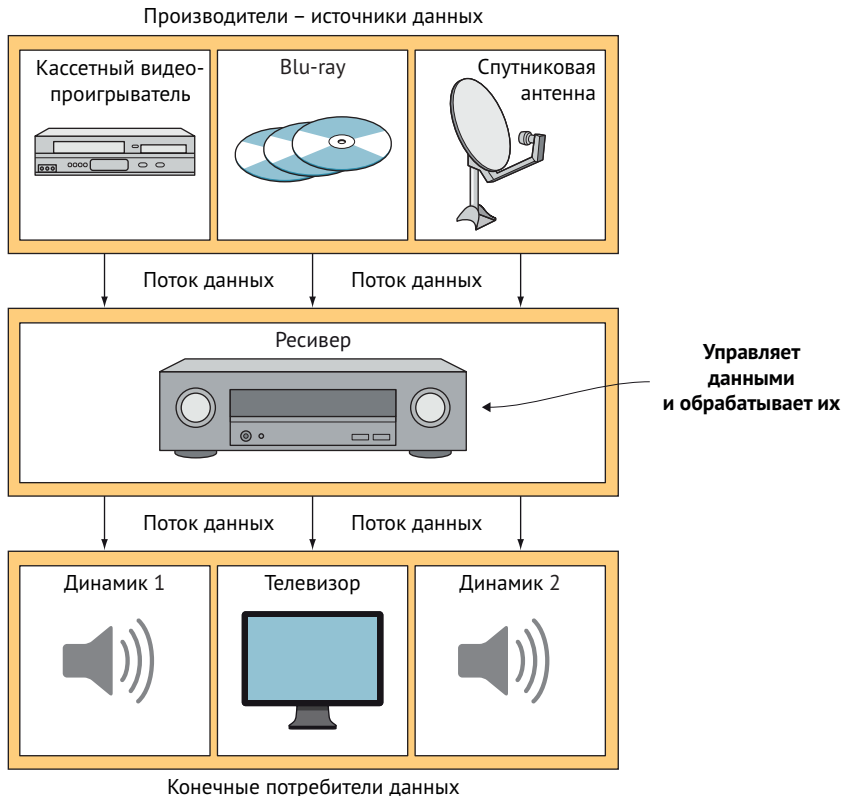 Производители – источники данных
Кассетный видео-
проигрыватель
Blu-ray
Спутниковая
антенна
Поток данных
Поток данных
Ресивер
Управляет
данными
и обрабатывает их
Поток данных
Поток данных
Динамик 1
Телевизор
Динамик 2
Конечные потребители данных